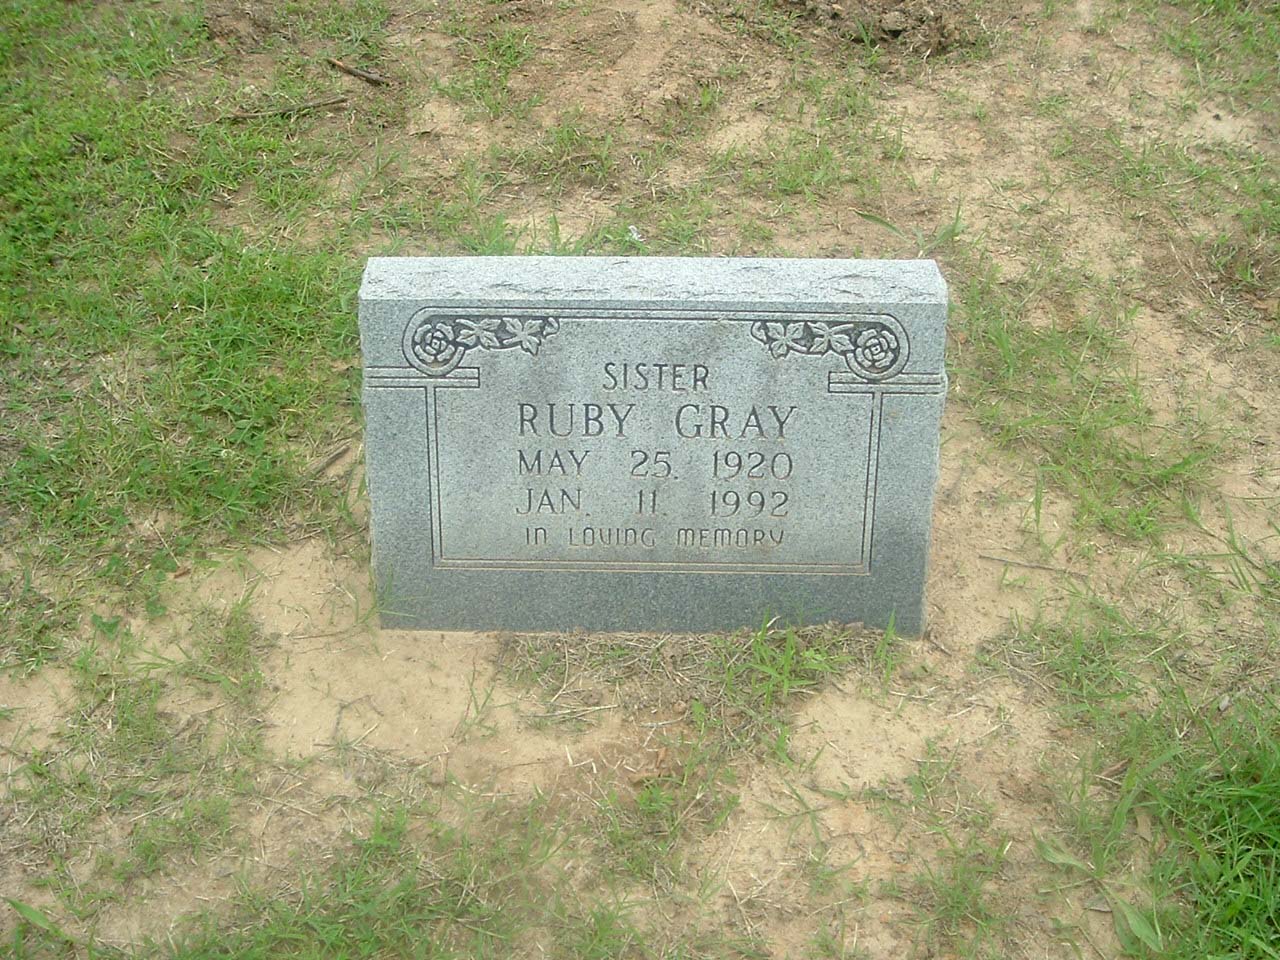 SISTER
RUBY GRAY
MAY 25. 1920
JAN. 11. 1992
IN LOVING MEMORY